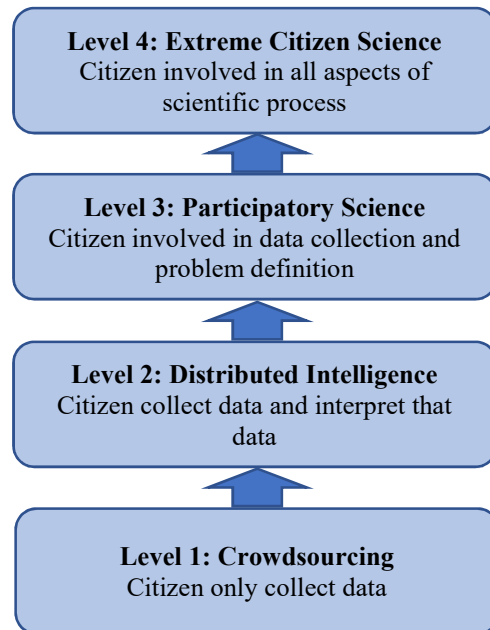 Level 4: Extreme Citizen Science
Citizen involved in all aspects of
scientific process
Level 3: Participatory Science
Citizen involved in data collection and
problem definition
Level 2: Distributed Intelligence
Citizen collect data and interpret that
data
Level 1: Crowdsourcing
Citizen only collect data